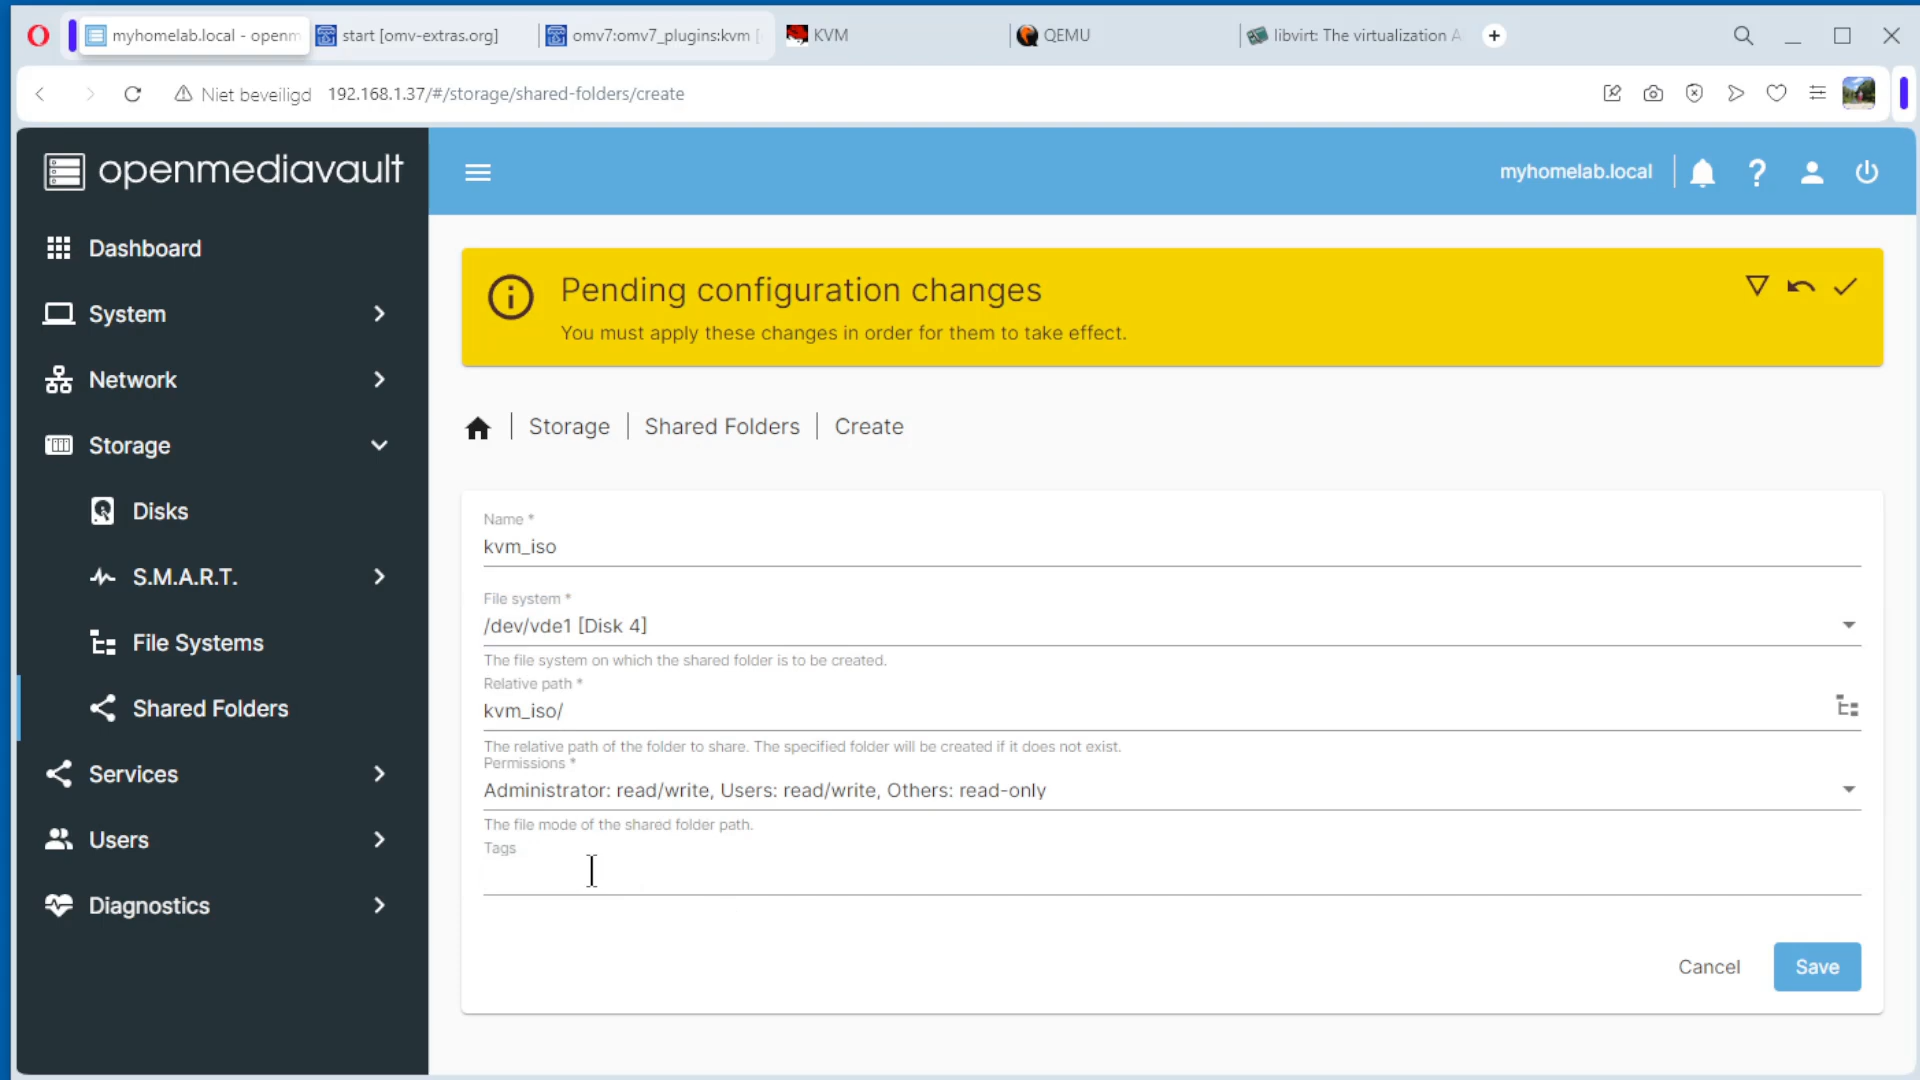 myhomelab.local - openm
start [omv-extras.org]
omv7:omv7_plugins:kvm [
KVM
QEMU
libvirt: The virtualization A
Niet beveiligd
192.168.1.37/#/storage/shared-folders/create
openmediavault
myhomelab.local
Dashboard
System
Network
Storage
Disks
S.M.A.R.T.
File Systems
Shared Folders
Services
Users
Diagnostics
Pending configuration changes
You must apply these changes in order for them to take effect.
Storage | Shared Folders | Create
Name *
kvm_iso
File system *
/dev/vde1 [Disk 4]
The file system on which the shared folder is to be created.
Relative path *
kvm_iso/
The relative path of the folder to share. The specified folder will be created if it does not exist.
Permissions *
Administrator: read/write, Users: read/write, Others: read-only
The file mode of the shared folder path.
Tags
Cancel
Save